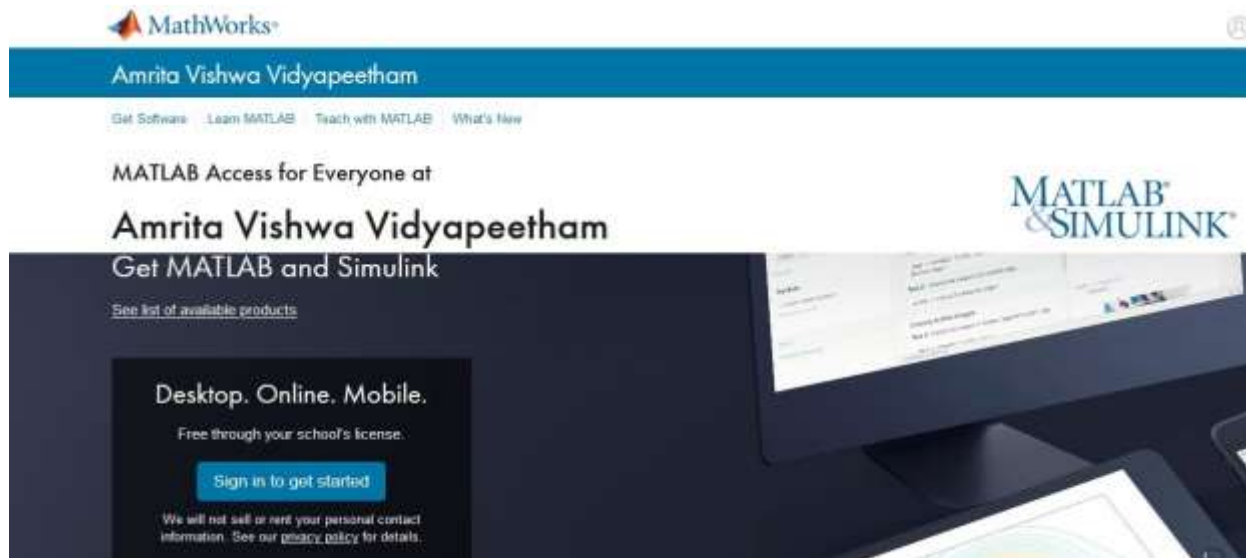 MathWorks®
Amrita Vishwa Vidyapeetham
Get Software Learn MATLAB Teach with MATLAB What's New
MATLAB Access for Everyone at
Amrita Vishwa Vidyapeetham
MATLAB®
&SIMULINK®
Get MATLAB and Simulink
See list of available products
Desktop. Online. Mobile.
Free through your school's license.
Sign in to get started
We will not sell or rent your personal contact
information. See our privacy policy for details.